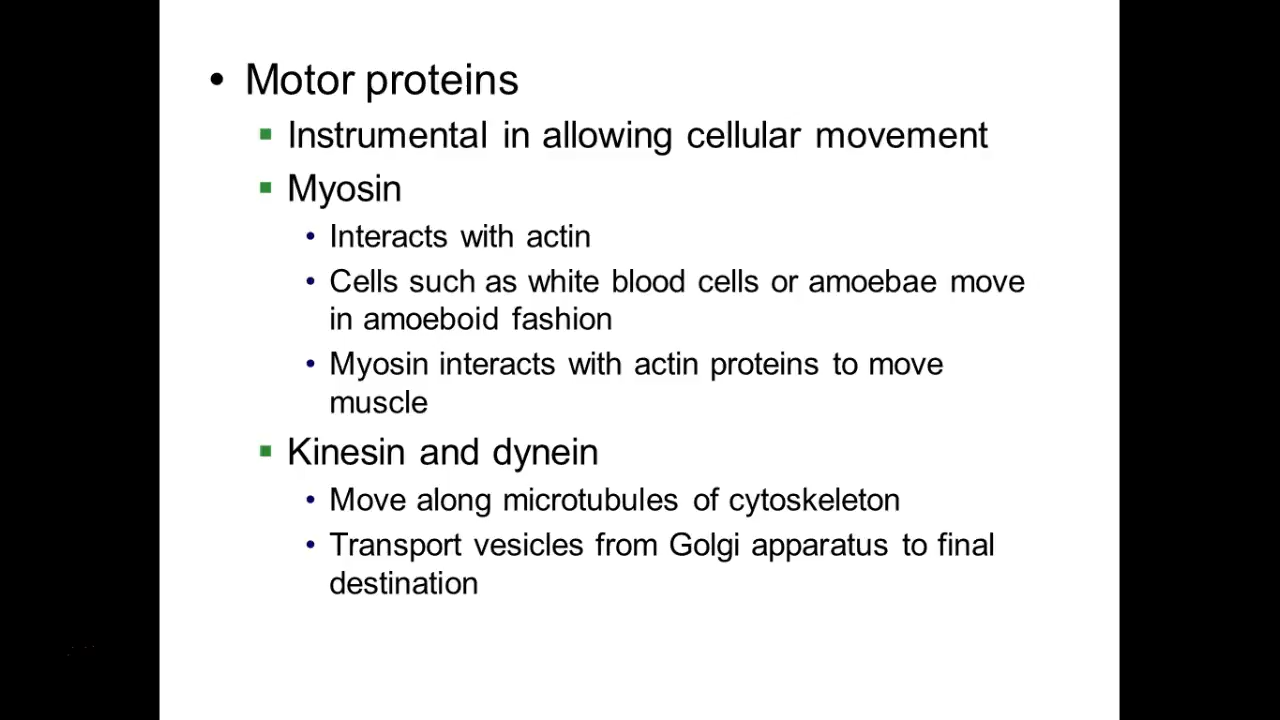 • Motor proteins
▪ Instrumental in allowing cellular movement
▪ Myosin
• Interacts with actin
• Cells such as white blood cells or amoebae move
in amoeboid fashion
• Myosin interacts with actin proteins to move
muscle
▪ Kinesin and dynein
• Move along microtubules of cytoskeleton
• Transport vesicles from Golgi apparatus to final
destination